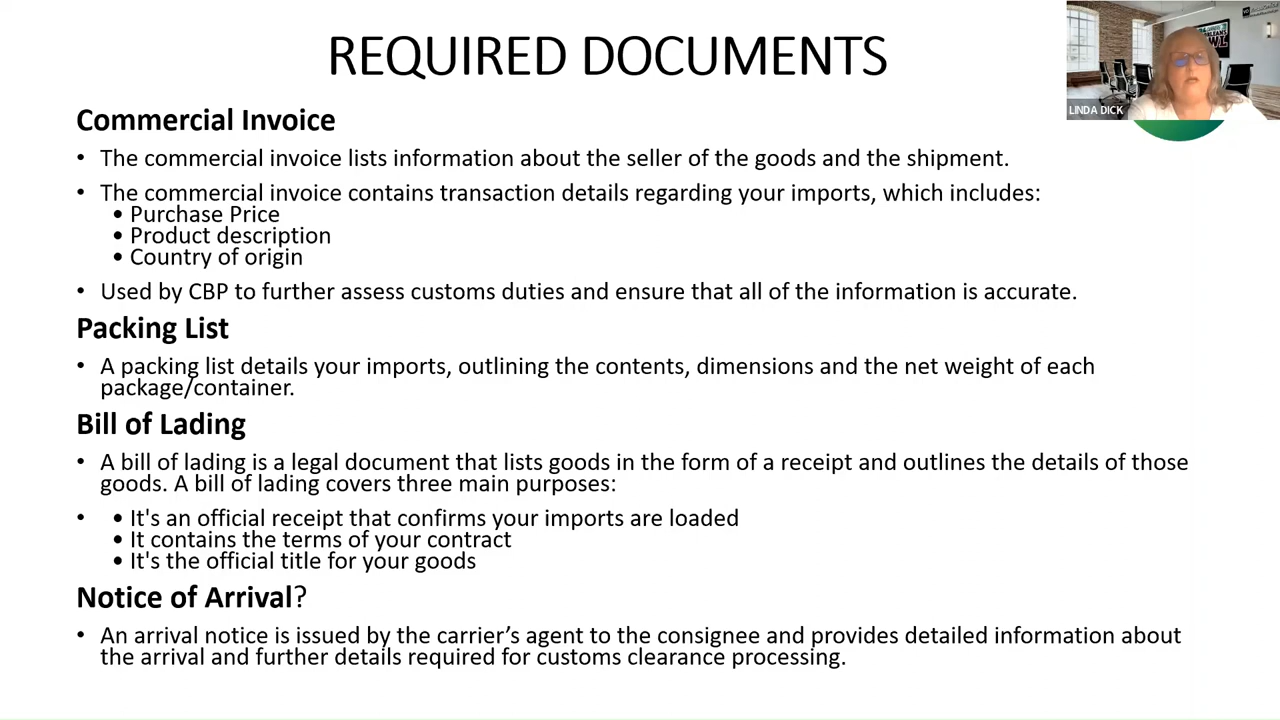 REQUIRED DOCUMENTS
LINDA DICK
Commercial Invoice
• The commercial invoice lists information about the seller of the goods and the shipment.
• The commercial invoice contains transaction details regarding your imports, which includes:
• Purchase Price
• Product description
• Country of origin
• Used by CBP to further assess customs duties and ensure that all of the information is accurate.
Packing List
• A packing list details your imports, outlining the contents, dimensions and the net weight of each
package/container.
Bill of Lading
• A bill of lading is a legal document that lists goods in the form of a receipt and outlines the details of those
goods. A bill of lading covers three main purposes:
• • It's an official receipt that confirms your imports are loaded
• It contains the terms of your contract
• It's the official title for your goods
Notice of Arrival?
• An arrival notice is issued by the carrier’s agent to the consignee and provides detailed information about
the arrival and further details required for customs clearance processing.